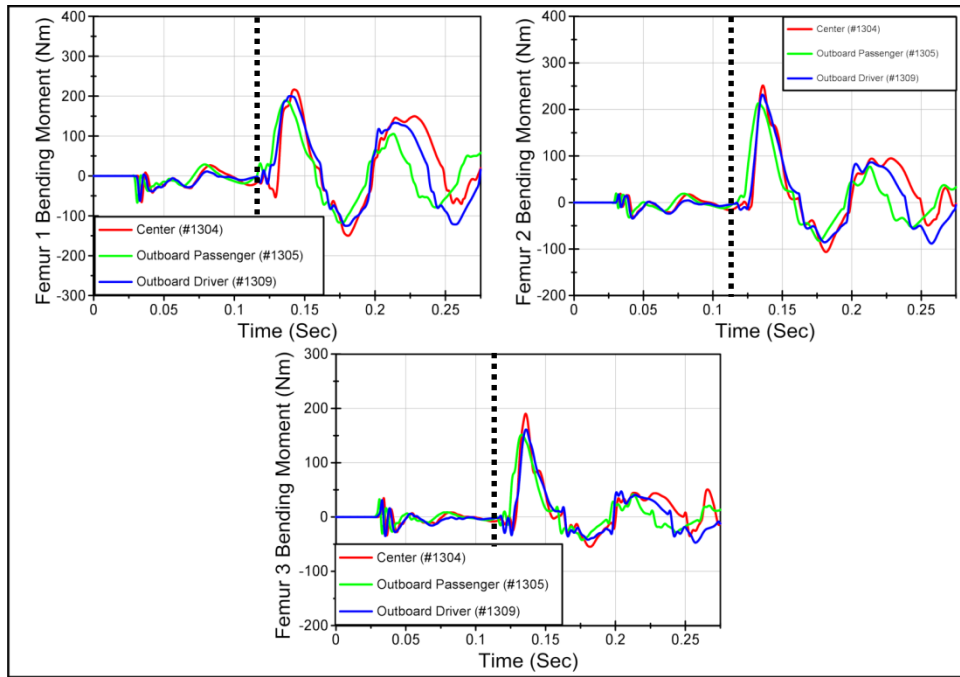 Femur 1 Bending Moment (Nm)
400
300
200
100
0
-100
-200
-300
Center (#1304)
Outboard Passenger (#1305)
Outboard Driver (#1309)
0
0.05
0.1
0.15
0.2
0.25
Time (Sec)
Femur 2 Bending Moment (Nm)
400
300
200
100
0
-100
-200
Center (#1304)
Outboard Passenger (#1305)
Outboard Driver (#1309)
0
0.05
0.1
0.15
0.2
0.25
Time (Sec)
Femur 3 Bending Moment (Nm)
300
200
100
0
-100
-200
Center (#1304)
Outboard Passenger (#1305)
Outboard Driver (#1309)
0
0.05
0.1
0.15
0.2
0.25
Time (Sec)